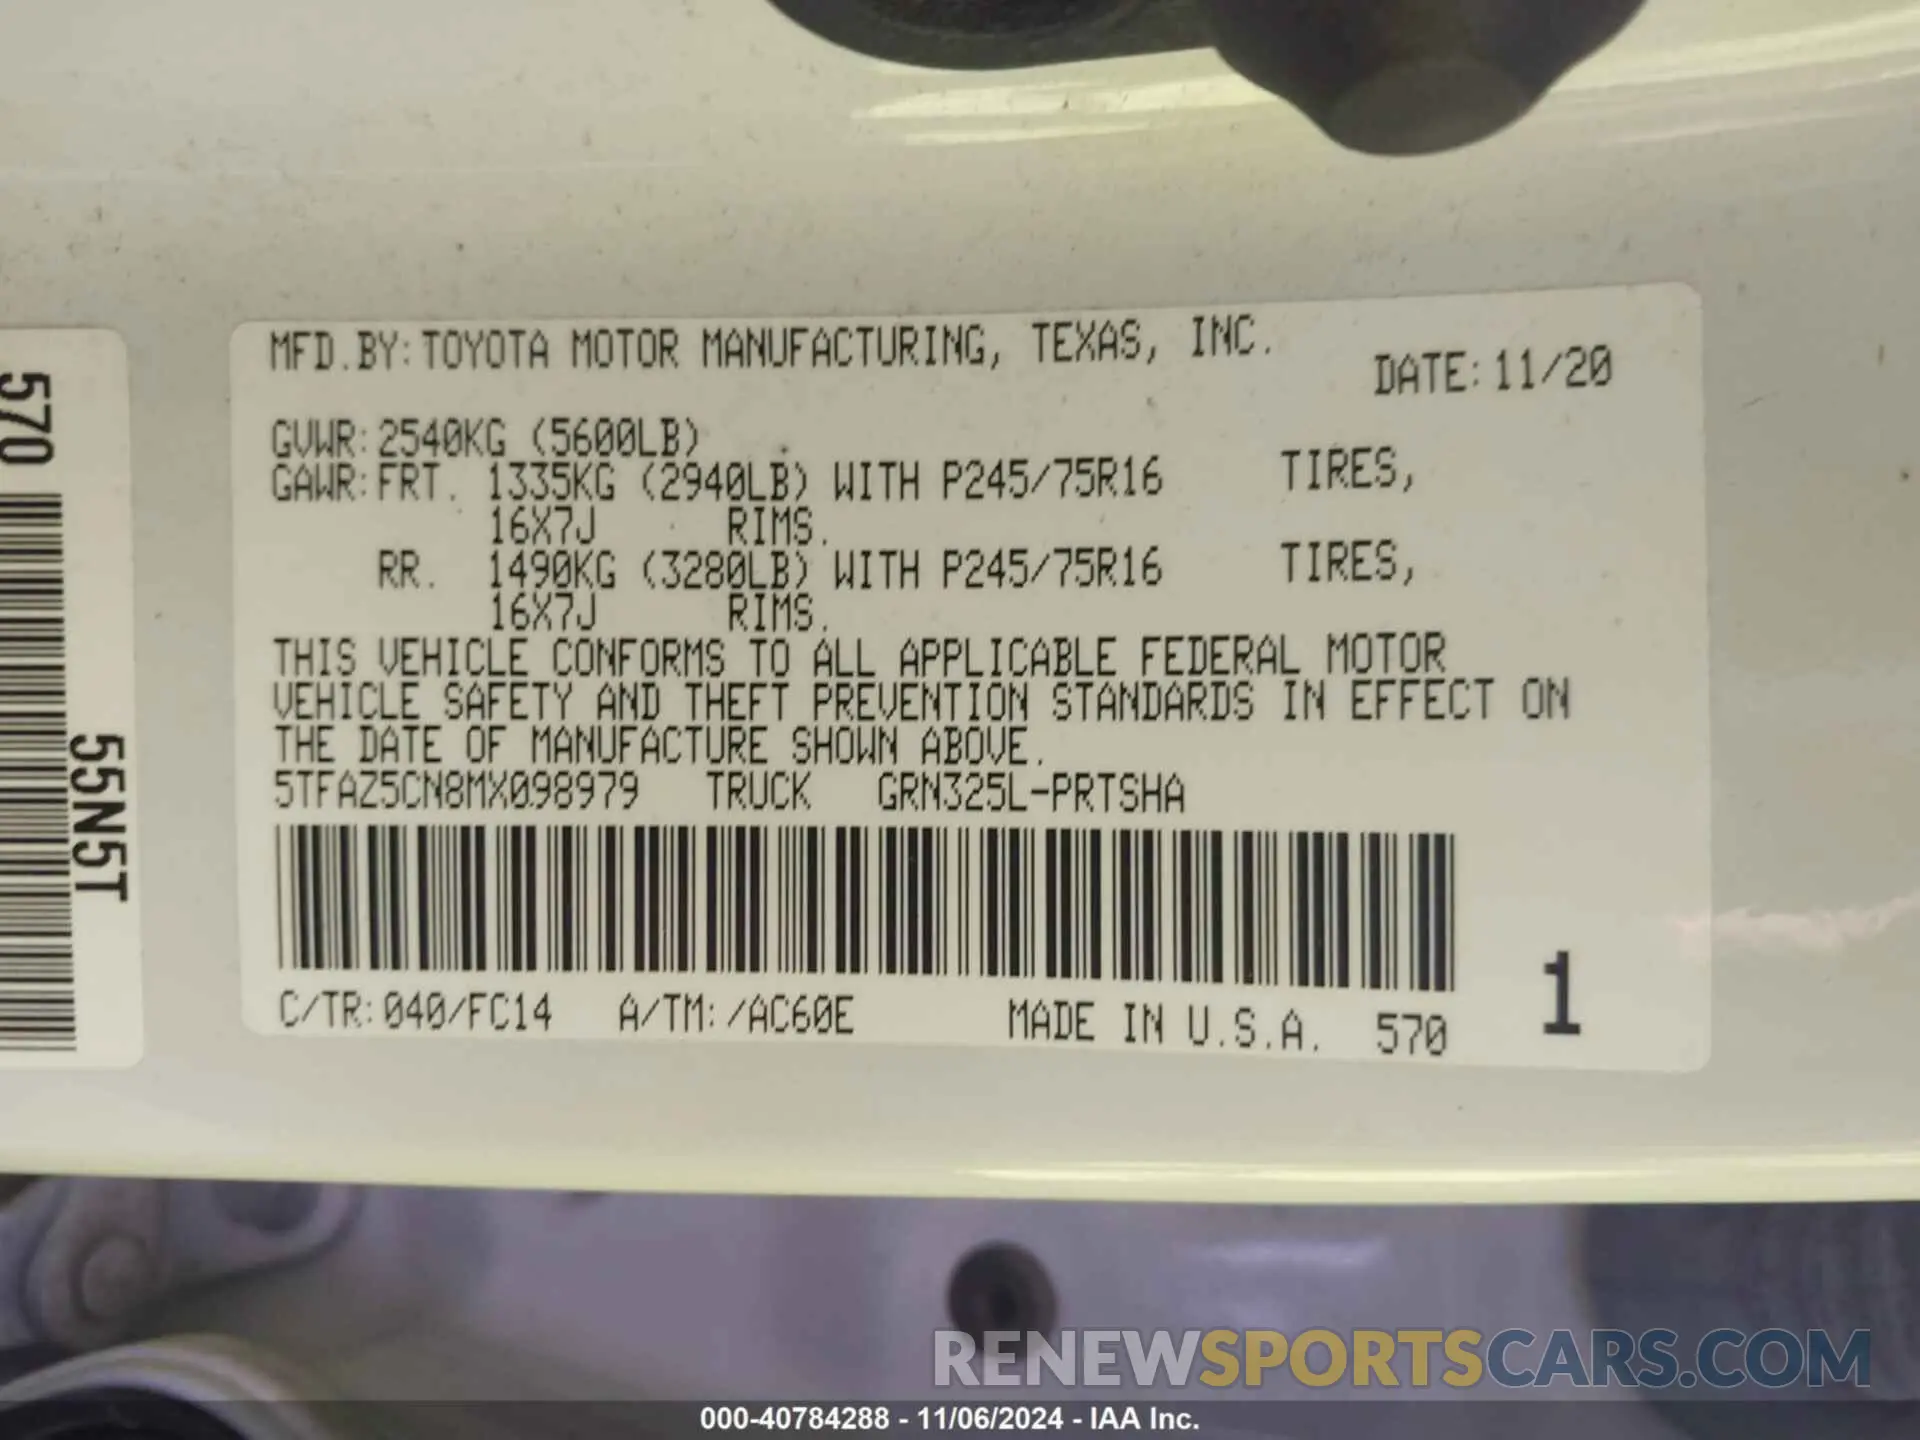 MFD.BY:TOYOTA MOTOR MANUFACTURING, TEXAS, INC.
DATE:11/20
GVWR:2540KG (5600LB)
GAWR:FRT. 1335KG (2940LB) WITH P245/75R16 TIRES,
16X7J RIMS.
RR. 1490KG (3280LB) WITH P245/75R16 TIRES,
16X7J RIMS.
THIS VEHICLE CONFORMS TO ALL APPLICABLE FEDERAL MOTOR
VEHICLE SAFETY AND THEFT PREVENTION STANDARDS IN EFFECT ON
THE DATE OF MANUFACTURE SHOWN ABOVE.
5TFAZ5CN8MX098979 TRUCK GRN325L-PRTSHA
C/TR:040/FC14 A/TM:/AC60E MADE IN U.S.A. 570
1
570
55N5T
RENEWSPORTSCARS.COM
000-40784288 - 11/06/2024 - IAA Inc.